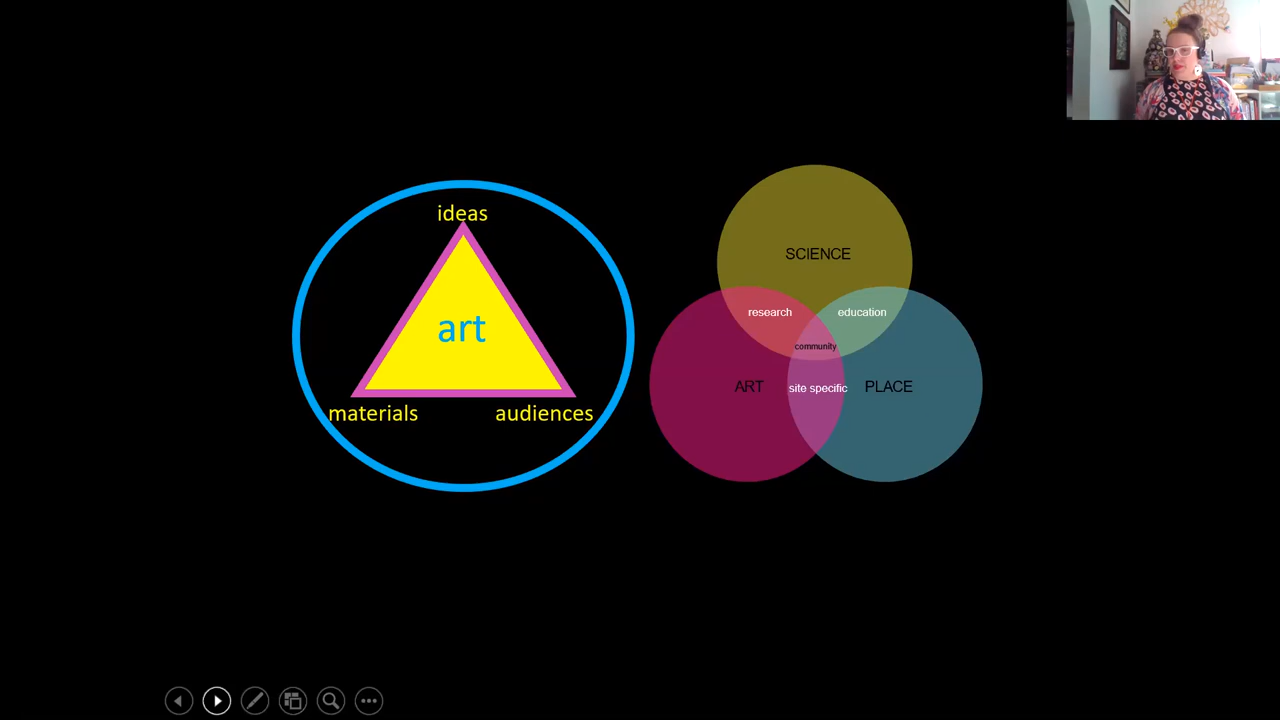 ideas
art
materials
audiences
SCIENCE
research
education
community
ART
site specific
PLACE